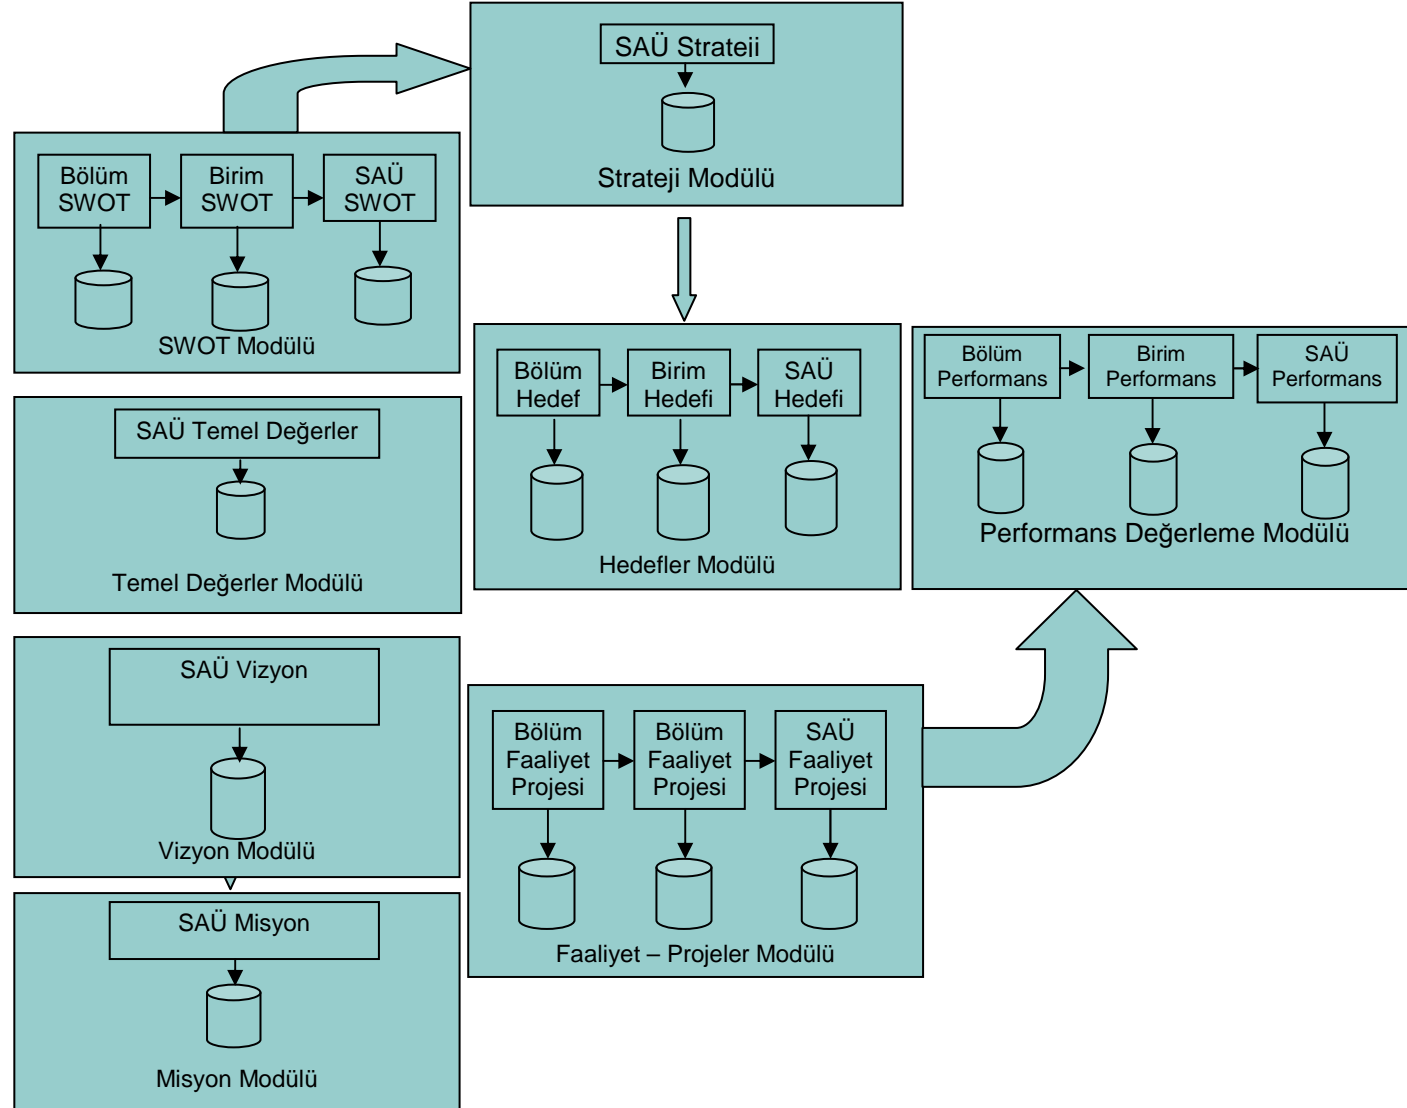 SAÜ Strateji
Strateji Modülü
Bölüm
SWOT
Birim
SWOT
SAÜ
SWOT
SWOT Modülü
SAÜ Temel Değerler
Temel Değerler Modülü
SAÜ Vizyon
Vizyon Modülü
SAÜ Misyon
Misyon Modülü
Bölüm
Hedef
Birim
Hedefi
SAÜ
Hedefi
Hedefler Modülü
Bölüm
Faaliyet
Projesi
Bölüm
Faaliyet
Projesi
SAÜ
Faaliyet
Projesi
Faaliyet – Projeler Modülü
Bölüm
Performans
Birim
Performans
SAÜ
Performans
Performans Değerleme Modülü